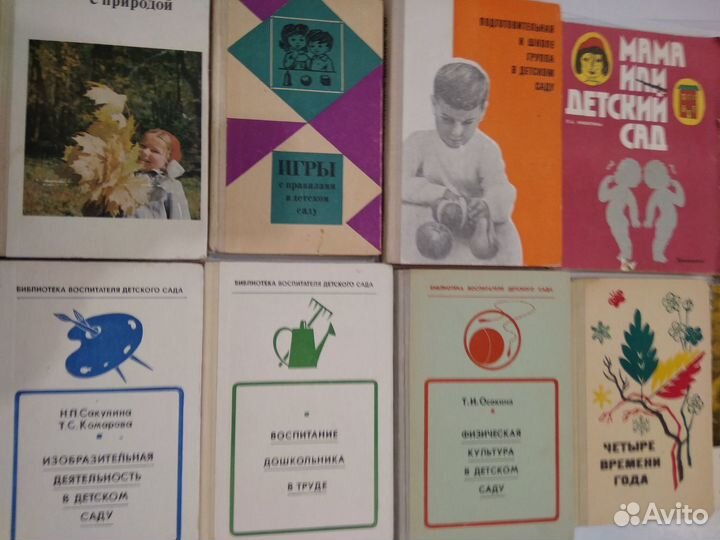 с природой
ИГРЫ
с правилами
в детском
саду
ПОДГОТОВИТЕЛЬНАЯ
К ШКОЛЕ
ГРУППА
В ДЕТСКОМ
САДУ
МАМА
ИЛИ
ДЕТСКИЙ
САД
БИБЛИОТЕКА ВОСПИТАТЕЛЯ ДЕТСКОГО САДА
Н.П.Сакулина
Т.С.Комарова
ИЗОБРАЗИТЕЛЬНАЯ
ДЕЯТЕЛЬНОСТЬ
В ДЕТСКОМ
САДУ
БИБЛИОТЕКА ВОСПИТАТЕЛЯ ДЕТСКОГО САДА
ВОСПИТАНИЕ
ДОШКОЛЬНИКА
В ТРУДЕ
БИБЛИОТЕКА ВОСПИТАТЕЛЯ ДЕТСКОГО САДА
Т.И.Осокина
ФИЗИЧЕСКАЯ
КУЛЬТУРА
В ДЕТСКОМ
САДУ
ЧЕТЫРЕ
ВРЕМЕНИ
ГОДА
Avito